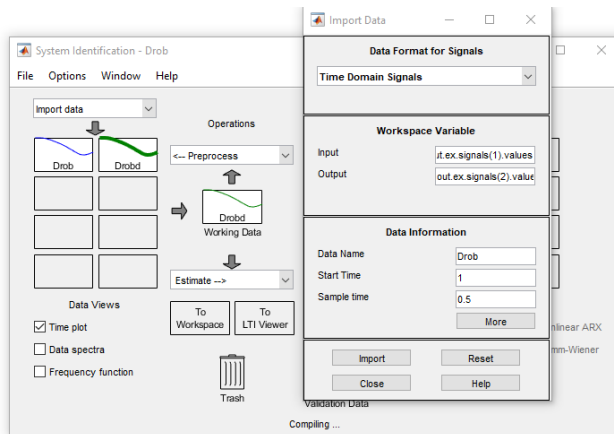 Import Data
System Identification - Drob
File Options Window Help
Import data
Drob
Drobd
Operations
<-- Preprocess
Drobd
Working Data
Estimate -->
To
Workspace
To
LTI Viewer
Data Views
Time plot
Data spectra
Frequency function
Trash
Validation Data
Compiling ...
Data Format for Signals
Time Domain Signals
Workspace Variable
Input
ut.ex.signals(1).values
Output
out.ex.signals(2).value
Data Information
Data Name
Drob
Start Time
1
Sample time
0.5
More
Import
Reset
Close
Help
nlinear ARX
mm-Wiener